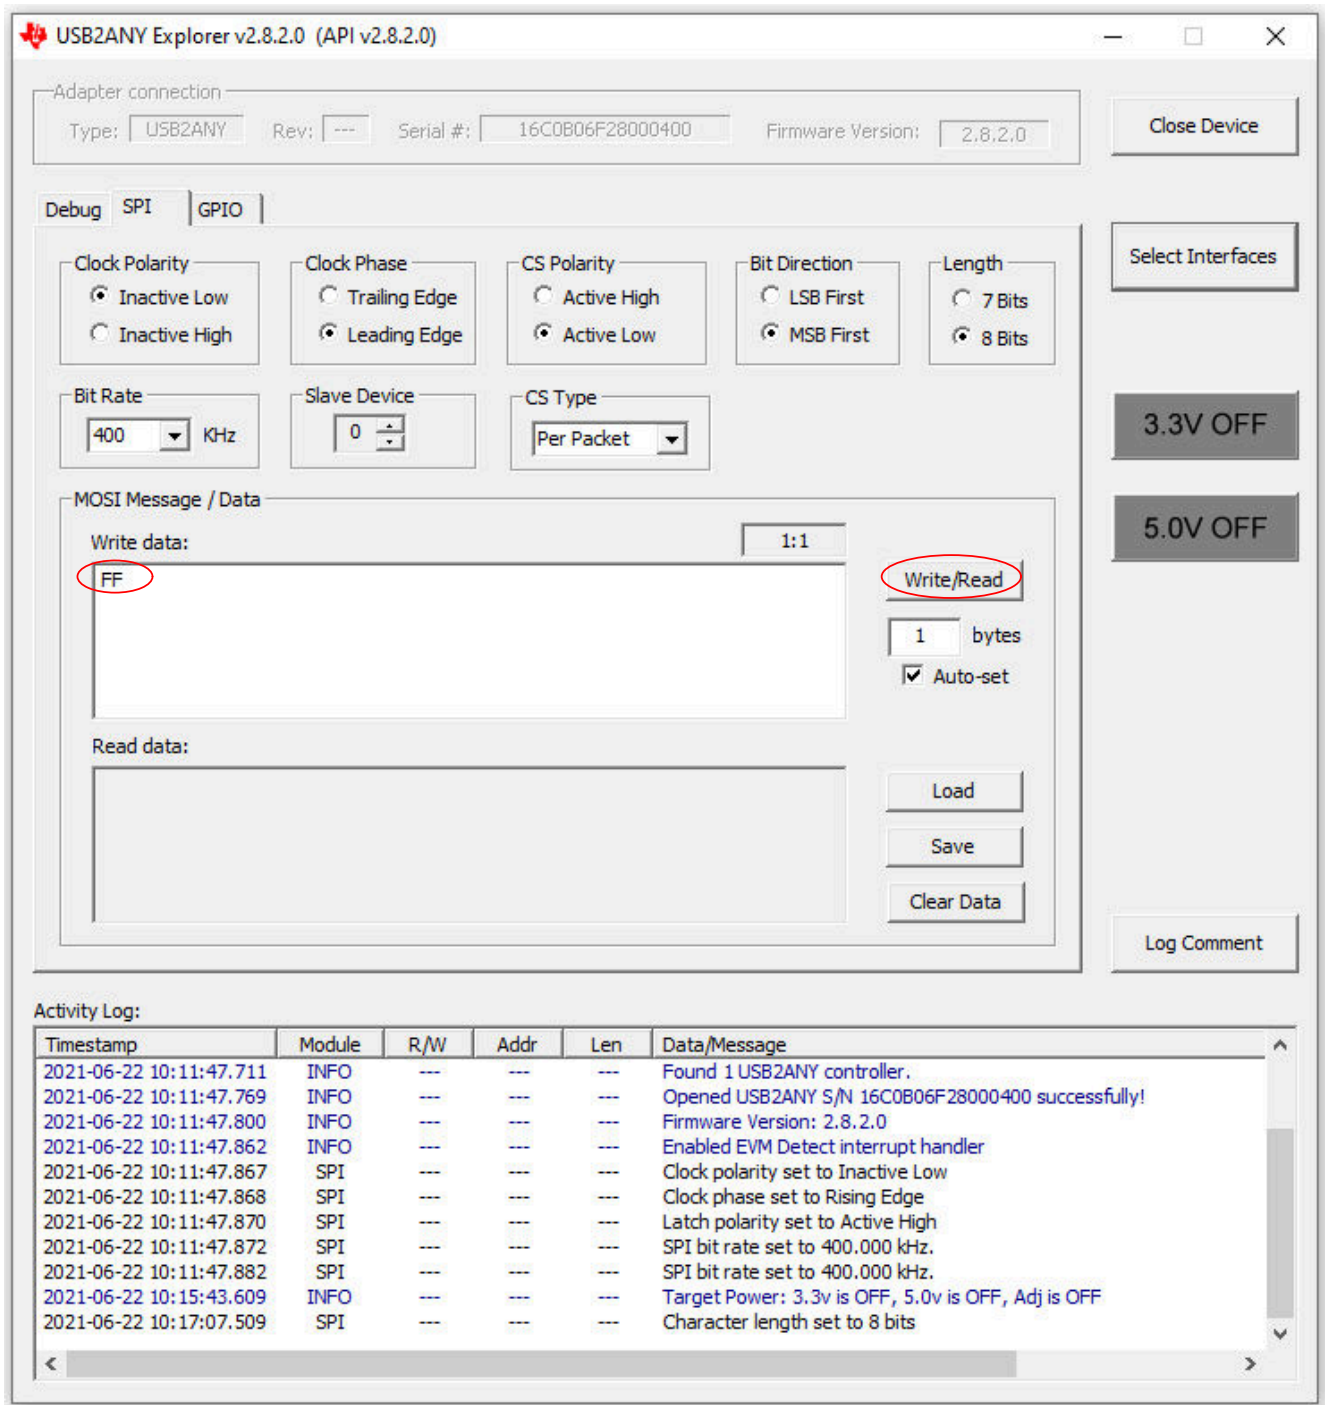 USB2ANY Explorer v2.8.2.0 (API v2.8.2.0)
Adapter connection
Type: USB2ANY Rev: --- Serial #: 16C0B06F28000400 Firmware Version: 2.8.2.0
Close Device
Debug SPI GPIO
Select Interfaces
Clock Polarity Clock Phase CS Polarity Bit Direction Length
Inactive Low Trailing Edge Active High LSB First 7 Bits
Inactive High Leading Edge Active Low MSB First 8 Bits
Bit Rate Slave Device CS Type
400 KHz 0 Per Packet
3.3V OFF
5.0V OFF
MOSI Message / Data
Write data: 1:1
FF
Write/Read
1 bytes
Auto-set
Read data:
Load
Save
Clear Data
Log Comment
Activity Log:
Timestamp Module R/W Addr Len Data/Message
2021-06-22 10:11:47.711 INFO --- --- --- Found 1 USB2ANY controller.
2021-06-22 10:11:47.769 INFO --- --- --- Opened USB2ANY S/N 16C0B06F28000400 successfully!
2021-06-22 10:11:47.800 INFO --- --- --- Firmware Version: 2.8.2.0
2021-06-22 10:11:47.862 INFO --- --- --- Enabled EVM Detect interrupt handler
2021-06-22 10:11:47.867 SPI --- --- --- Clock polarity set to Inactive Low
2021-06-22 10:11:47.868 SPI --- --- --- Clock phase set to Rising Edge
2021-06-22 10:11:47.870 SPI --- --- --- Latch polarity set to Active High
2021-06-22 10:11:47.872 SPI --- --- --- SPI bit rate set to 400.000 kHz.
2021-06-22 10:11:47.882 SPI --- --- --- SPI bit rate set to 400.000 kHz.
2021-06-22 10:15:43.609 INFO --- --- --- Target Power: 3.3v is OFF, 5.0v is OFF, Adj is OFF
2021-06-22 10:17:07.509 SPI --- --- --- Character length set to 8 bits